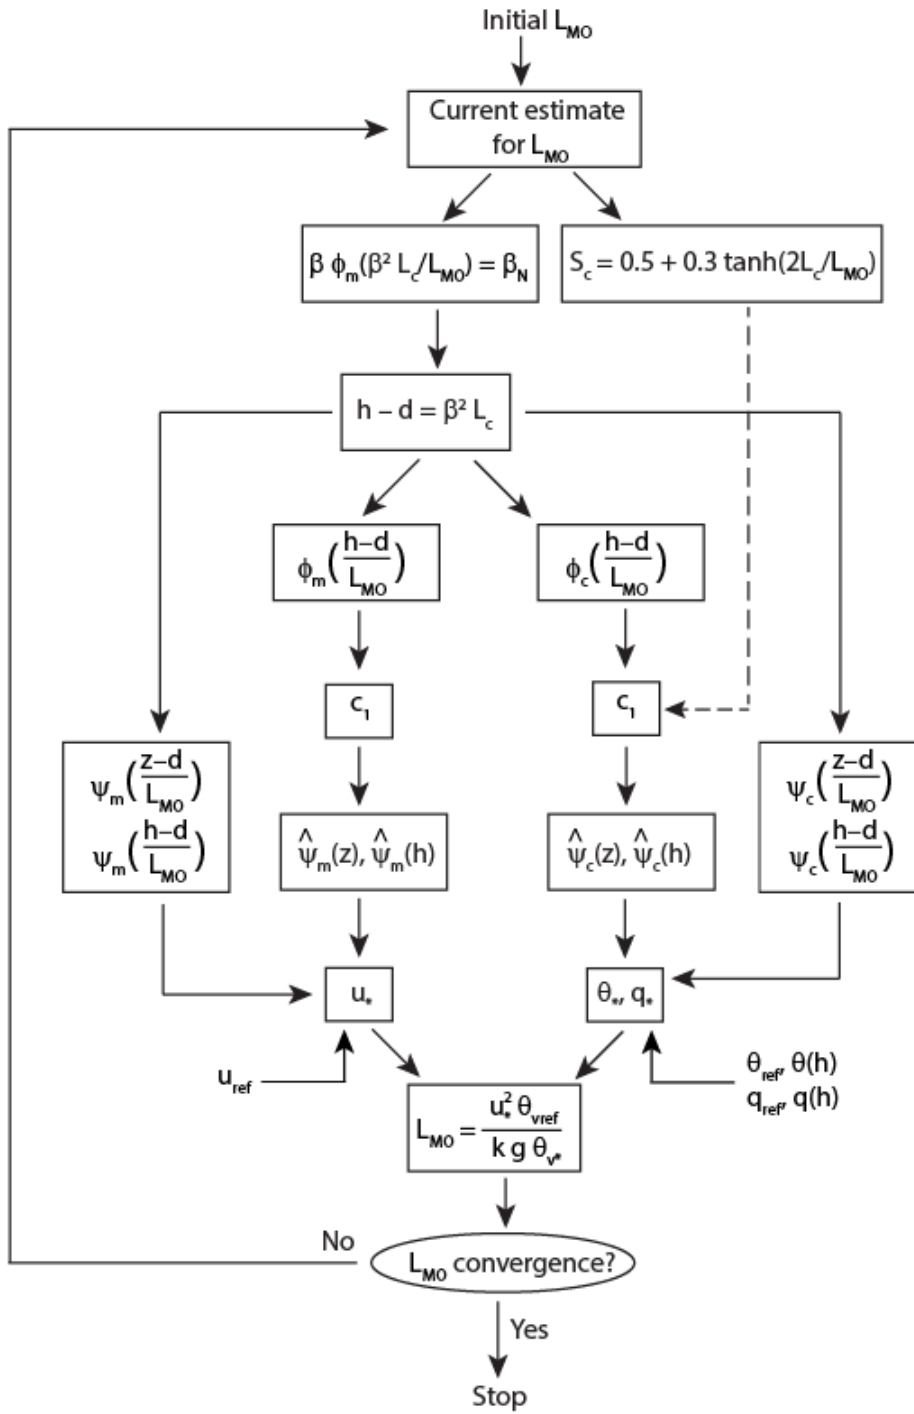 Initial L_MO
Current estimate
for L_MO
β ϕ_m(β² L_c/L_MO) = β_N
S_c = 0.5 + 0.3 tanh(2L_c/L_MO)
h – d = β² L_c
ϕ_m((h–d)/L_MO)
ϕ_c((h–d)/L_MO)
c_1
c_1
ψ_m((z–d)/L_MO)
ψ_m((h–d)/L_MO)
ψ̂_m(z), ψ̂_m(h)
ψ̂_c(z), ψ̂_c(h)
ψ_c((z–d)/L_MO)
ψ_c((h–d)/L_MO)
u_*
θ_*, q_*
u_ref
θ_ref, θ(h)
q_ref, q(h)
L_MO = (u_*² θ_vref)/(k g θ_v*)
No
L_MO convergence?
Yes
Stop